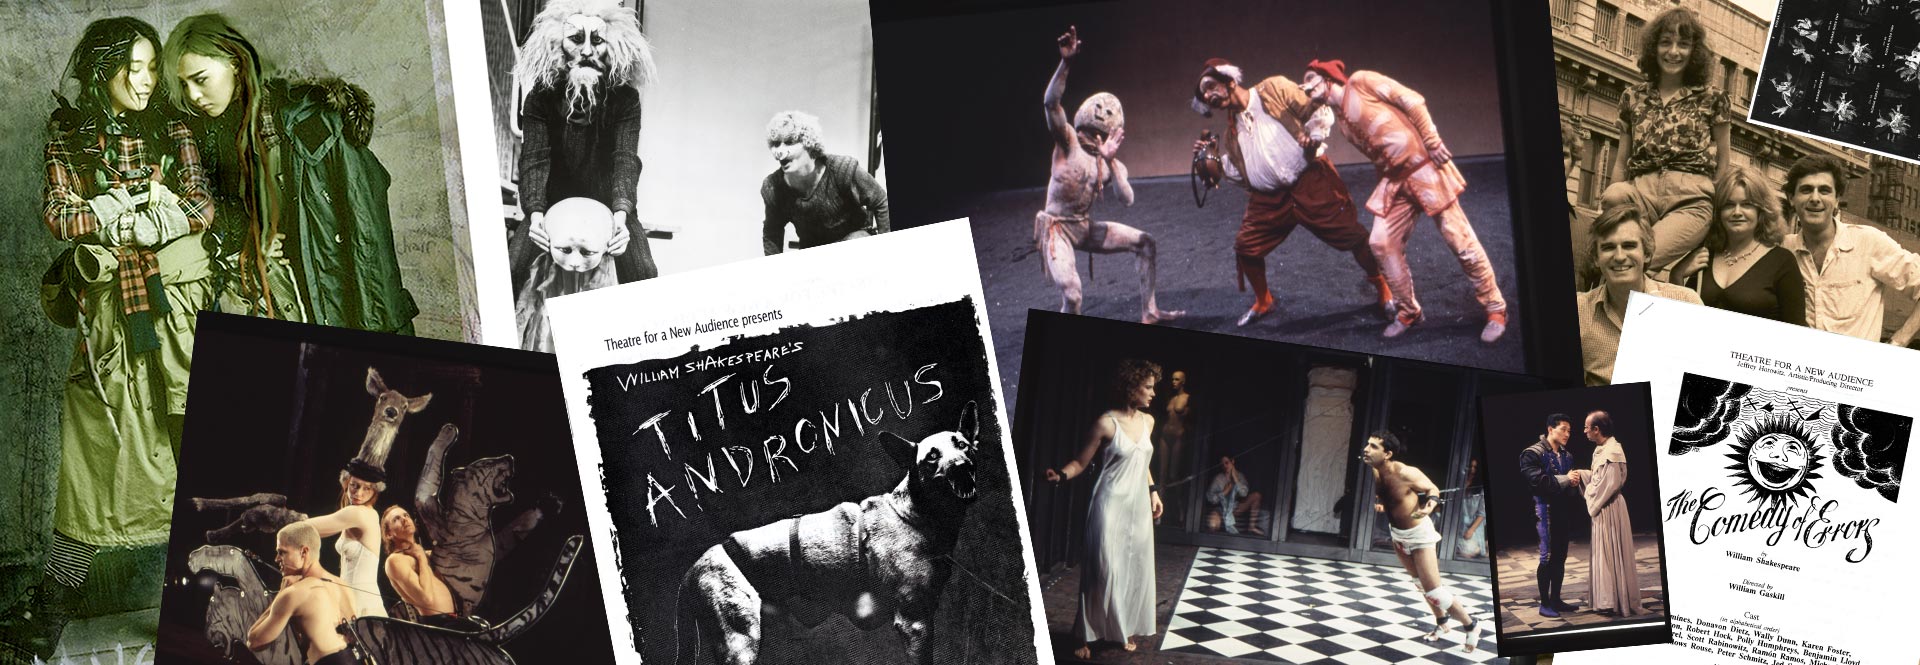 Theatre for a New Audience presents
WILLIAM SHAKESPEARE'S
TITUS
ANDRONICUS
THEATRE FOR A NEW AUDIENCE
Jeffrey Horowitz, Artistic/Producing Director
presents
The Comedy of Errors
by
William Shakespeare
Directed by
William Gaskill
Cast
(in alphabetical order)
Donavon Dietz, Wally Dunn, Karen Foster,
Robert Hock, Polly Humphreys, Benjamin
Scott Rabinowitz, Ramón Ramos,
Rouse, Peter Schmitz,